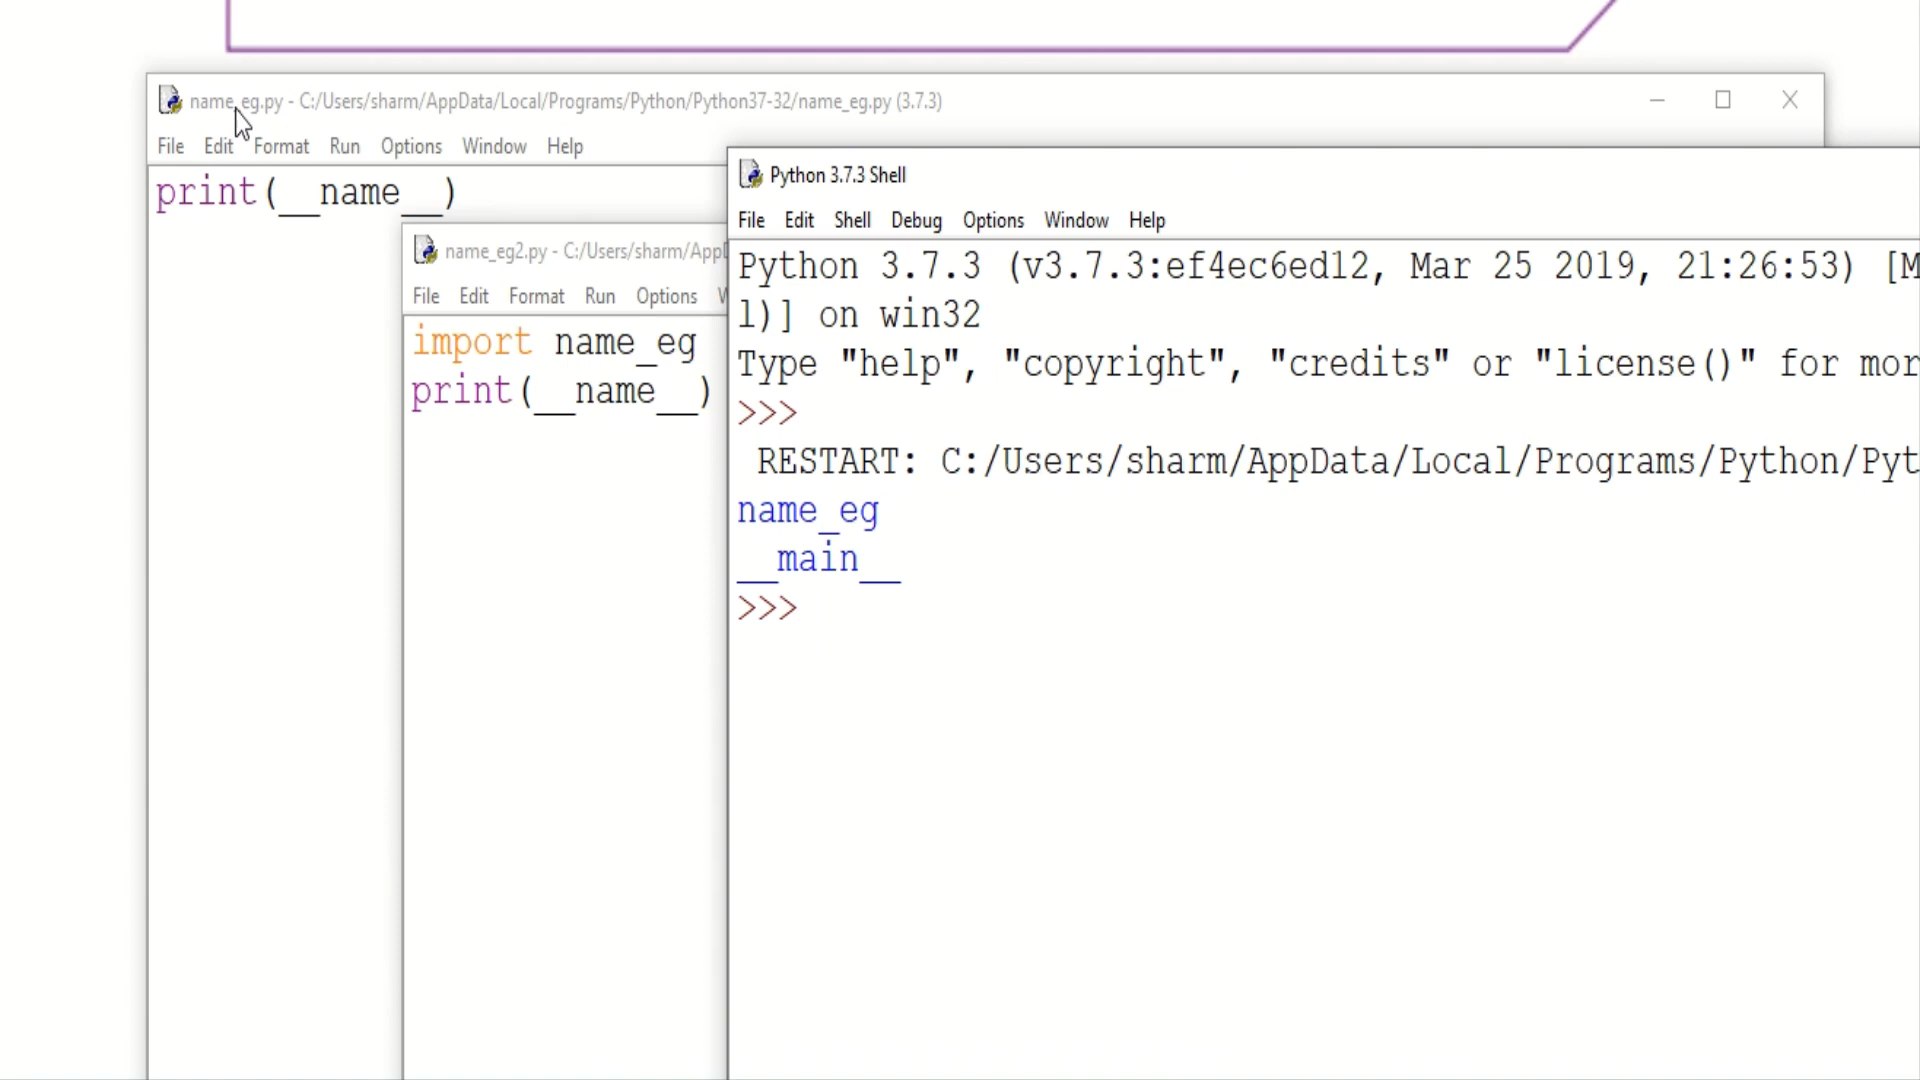 name_eg.py - C:/Users/sharm/AppData/Local/Programs/Python/Python37-32/name_eg.py (3.7.3)
File Edit Format Run Options Window Help
print(__name__)
name_eg2.py - C:/Users/sharm/App
File Edit Format Run Options
import name_eg
print(__name__)
Python 3.7.3 Shell
File Edit Shell Debug Options Window Help
Python 3.7.3 (v3.7.3:ef4ec6ed12, Mar 25 2019, 21:26:53) [M
l)] on win32
Type "help", "copyright", "credits" or "license()" for mor
>>>
RESTART: C:/Users/sharm/AppData/Local/Programs/Python/Pyt
name_eg
__main__
>>>